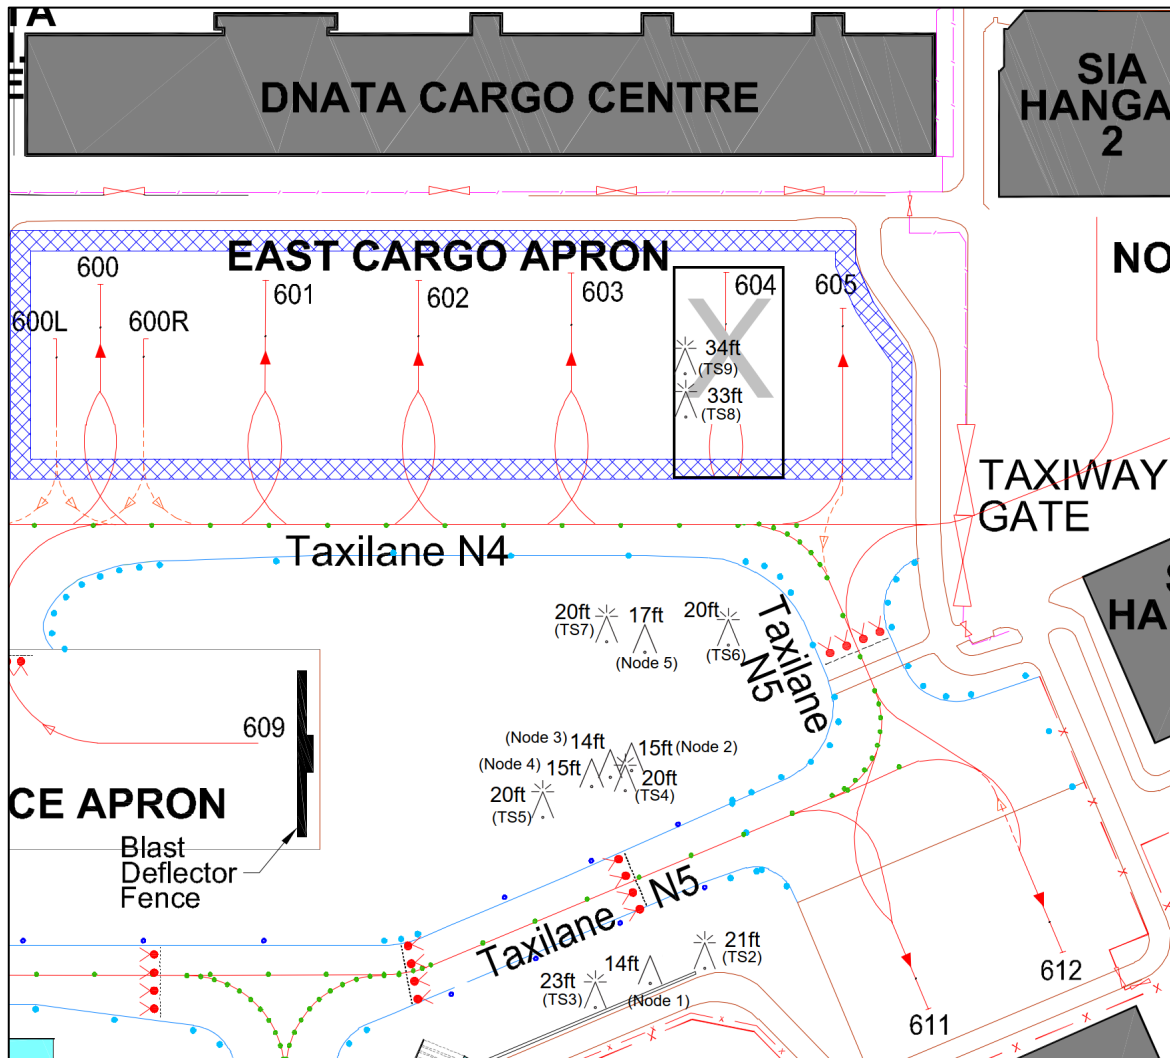 TA
DNATA CARGO CENTRE
SIA
HANGA
2
EAST CARGO APRON
NO
600
601
602
603
604
605
600L
600R
34ft
(TS9)
33ft
(TS8)
X
TAXIWAY
GATE
Taxilane N4
HA
20ft
(TS7)
17ft
(Node 5)
20ft
(TS6)
Taxilane
N5
609
(Node 3) 14ft
15ft (Node 2)
(Node 4) 15ft
20ft
(TS4)
20ft
(TS5)
CE APRON
Blast
Deflector
Fence
Taxilane N5
21ft
(TS2)
14ft
(Node 1)
23ft
(TS3)
612
611